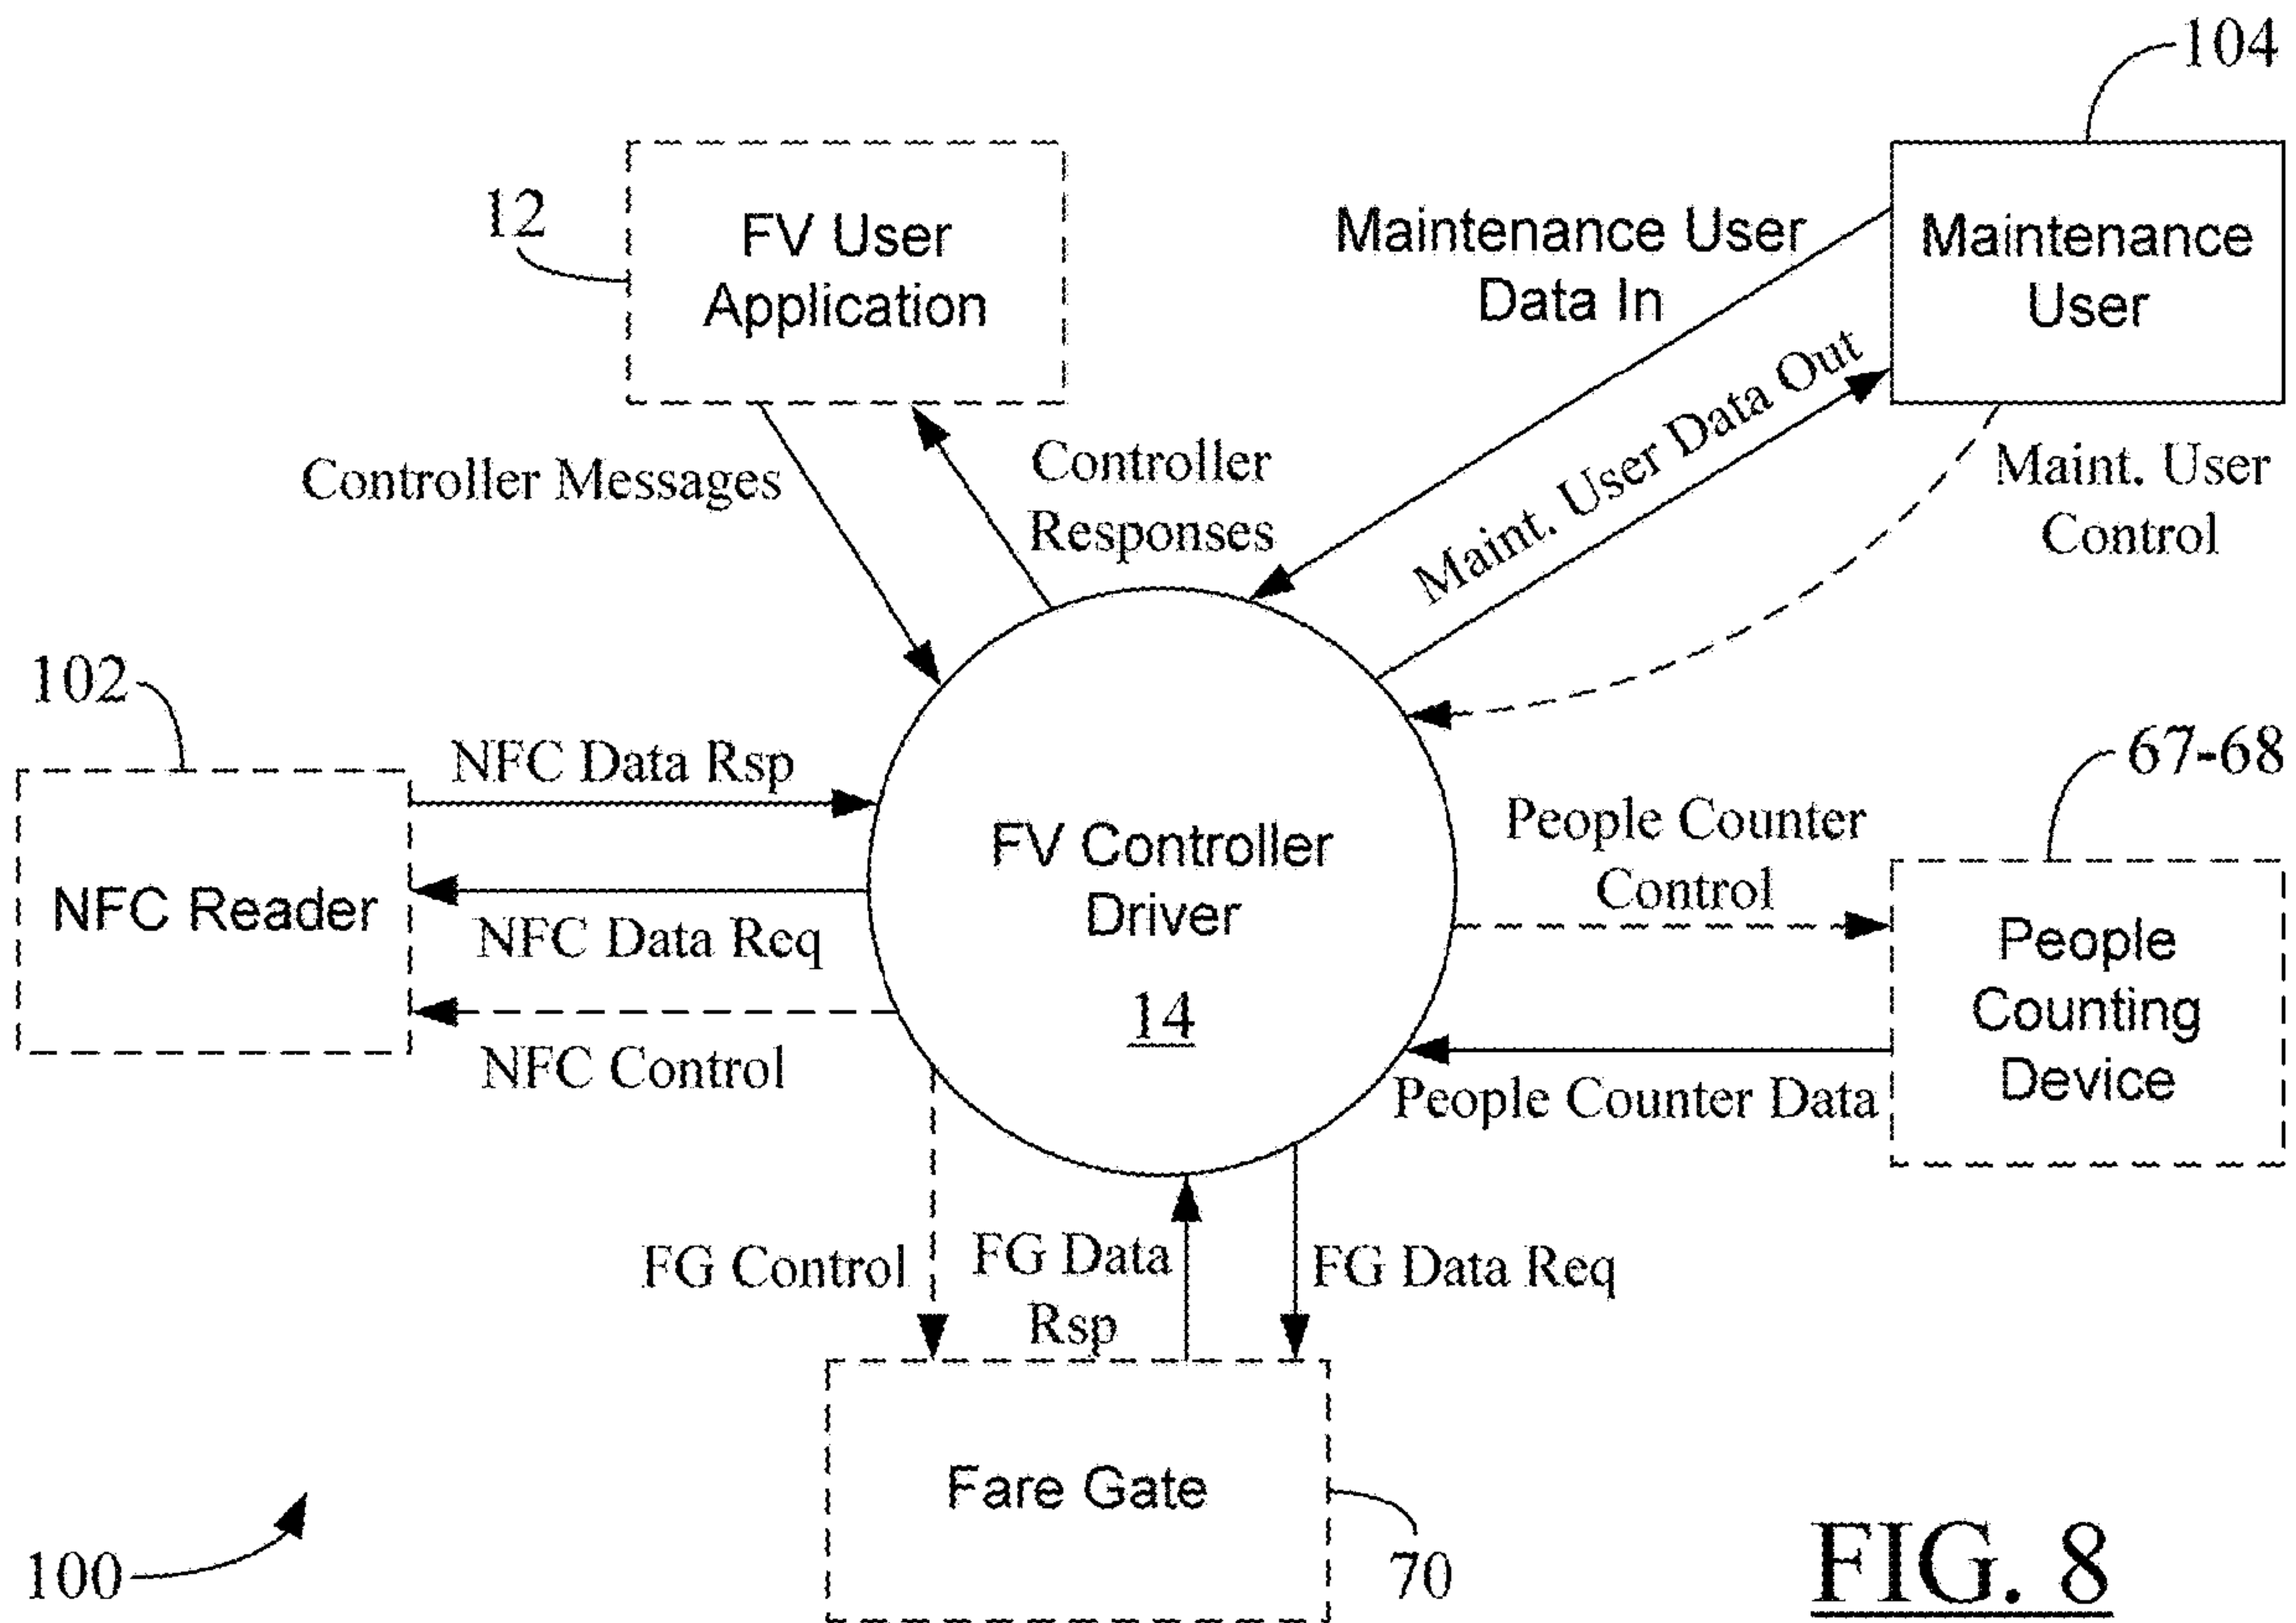 104
12
FV User
Application
Maintenance User
Data In
Maintenance
User
Maint. User Data Out
Controller Messages
Controller
Responses
Maint. User
Control
102
NFC Data Rsp
67-68
NFC Reader
NFC Data Req
NFC Control
FV Controller
Driver
14
People Counter
Control
People
Counting
Device
People Counter Data
FG Control
FG Data
Rsp
FG Data Req
Fare Gate
70
100
FIG. 8